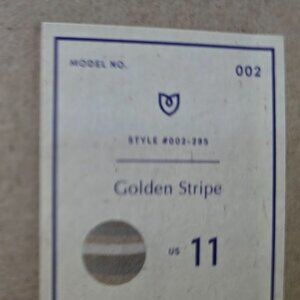 MODEL NO. 002
STYLE #002-295
Golden Stripe
US 11